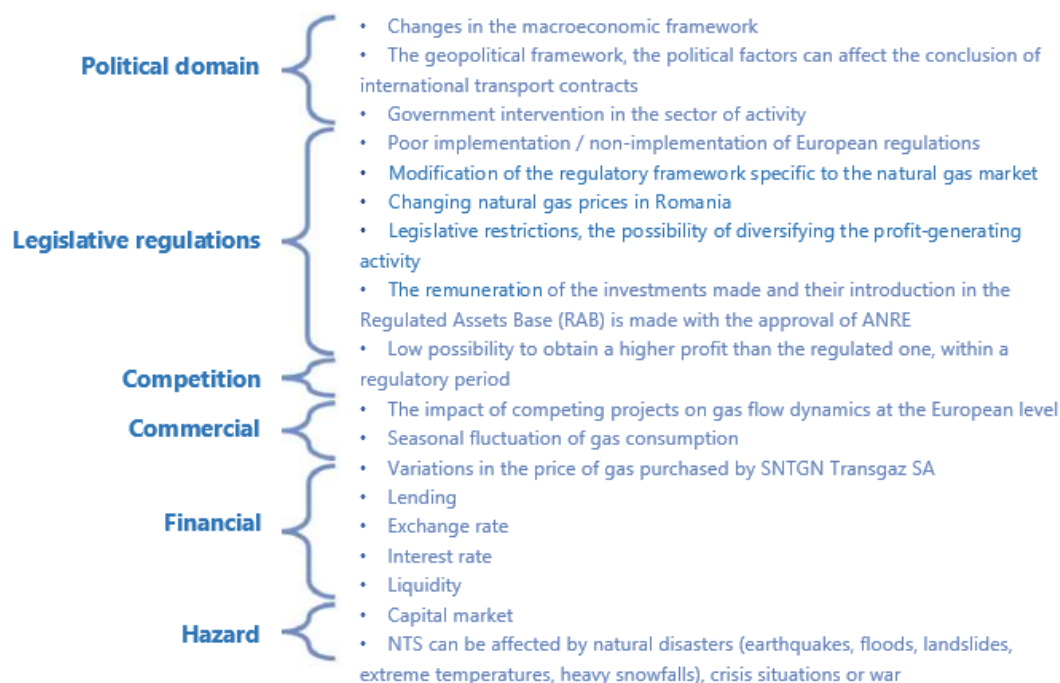 • Changes in the macroeconomic framework
Political domain
• The geopolitical framework, the political factors can affect the conclusion of
international transport contracts
• Government intervention in the sector of activity
• Poor implementation / non-implementation of European regulations
• Modification of the regulatory framework specific to the natural gas market
• Changing natural gas prices in Romania
Legislative regulations
• Legislative restrictions, the possibility of diversifying the profit-generating
activity
• The remuneration of the investments made and their introduction in the
Regulated Assets Base (RAB) is made with the approval of ANRE
• Low possibility to obtain a higher profit than the regulated one, within a
regulatory period
Competition
• The impact of competing projects on gas flow dynamics at the European level
Commercial
• Seasonal fluctuation of gas consumption
• Variations in the price of gas purchased by SNTGN Transgaz SA
• Lending
Financial
• Exchange rate
• Interest rate
• Liquidity
• Capital market
Hazard
• NTS can be affected by natural disasters (earthquakes, floods, landslides,
extreme temperatures, heavy snowfalls), crisis situations or war